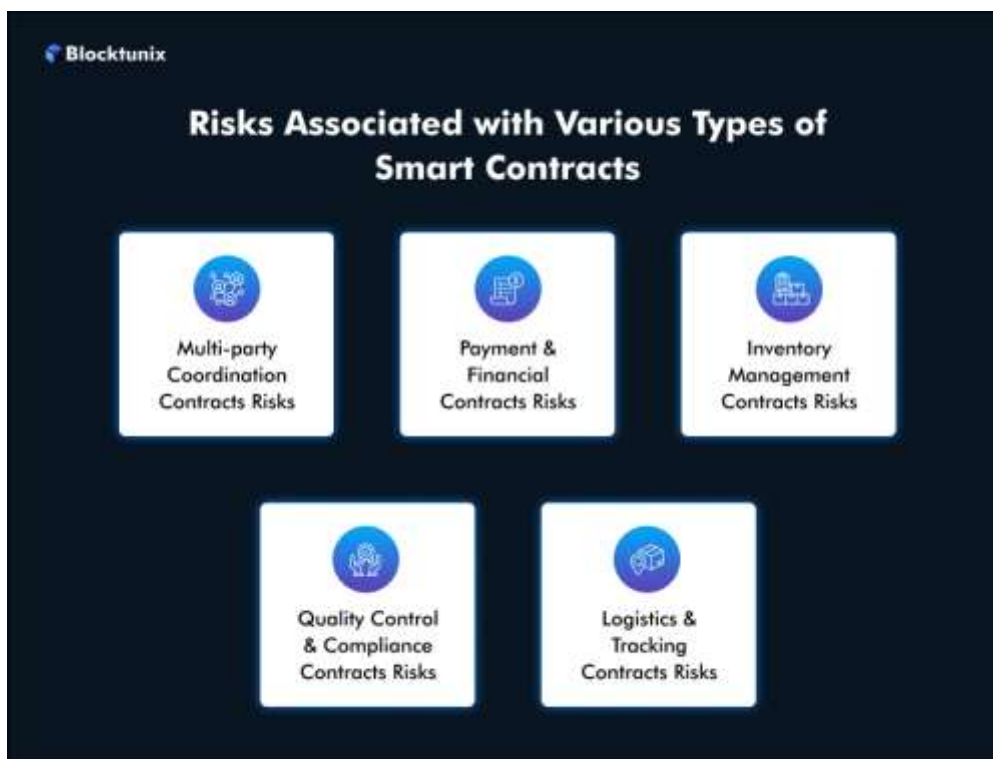 Blocktunix
Risks Associated with Various Types of
Smart Contracts
Multi-party
Coordination
Contracts Risks
Payment &
Financial
Contracts Risks
Inventory
Management
Contracts Risks
Quality Control
& Compliance
Contracts Risks
Logistics &
Tracking
Contracts Risks